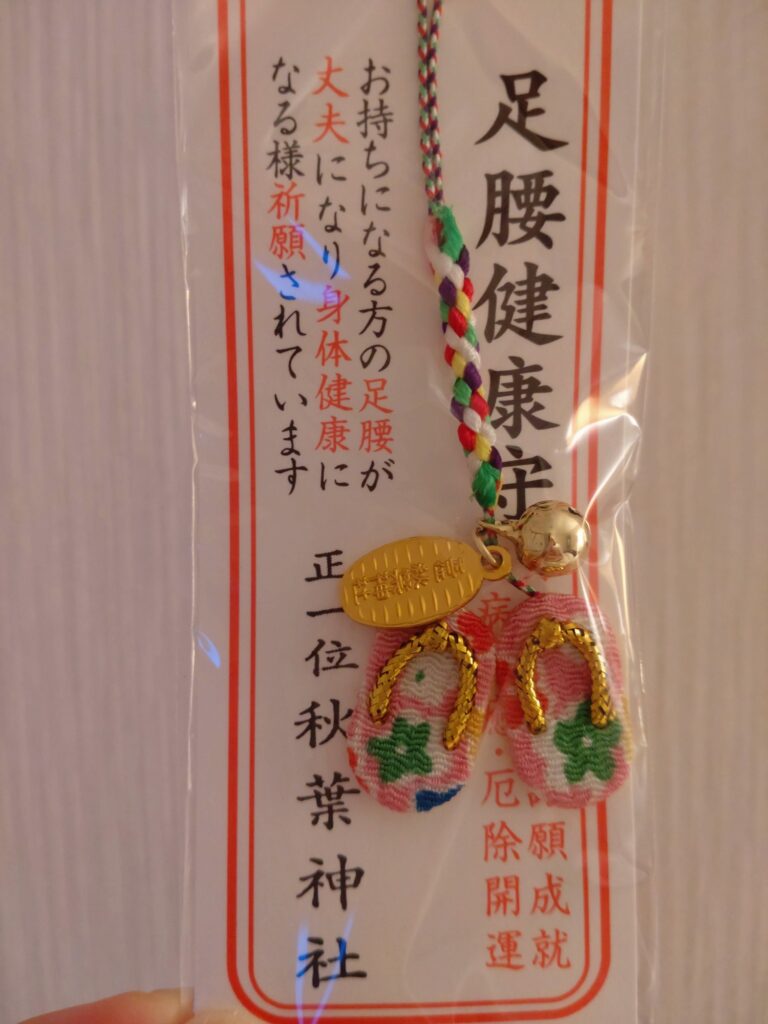 足腰健康守
願成就
病
・厄除開運
お持ちになる方の足腰が
丈夫になり身体健康に
なる様祈願されています
正一位秋葉神社